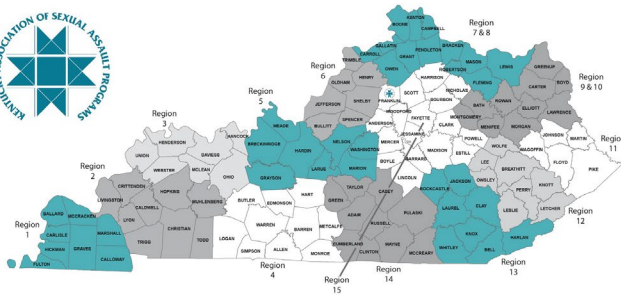 KENTUCKY ASSOCIATION OF SEXUAL ASSAULT PROGRAMS
Region
7 & 8
KENTON
BOONE
CAMPBELL
GALLATIN
CARROLL
PENDLETON
BRACKEN
GRANT
TRIMBLE
OWEN
ROBERTSON
MASON
LEWIS
FLEMING
Region
6
HENRY
OLDHAM
SHELBY
JEFFERSON
SPENCER
BULLITT
HARRISON
SCOTT
NICHOLAS
FRANKLIN
BOURBON
WOODFORD
FAYETTE
ANDERSON
CLARK
JESSAMINE
MERCER
MADISON
ESTILL
POWELL
BOYLE
GARRARD
LINCOLN
GREENUP
CARTER
BOYD
Region
9 & 10
ROWAN
ELLIOTT
LAWRENCE
BATH
MONTGOMERY
MENIFEE
MORGAN
JOHNSON
MARTIN
Region
11
MAGOFFIN
FLOYD
PIKE
WOLFE
LEE
BREATHITT
OWSLEY
PERRY
KNOTT
LESLIE
LETCHER
Region
12
Region
5
MEADE
BRECKINRIDGE
HARDIN
NELSON
WASHINGTON
LARUE
MARION
GRAYSON
Region
3
HANCOCK
HENDERSON
DAVIESS
UNION
WEBSTER
MCLEAN
OHIO
Region
2
CRITTENDEN
HOPKINS
LIVINGSTON
CALDWELL
MUHLENBERG
LYON
CHRISTIAN
TRIGG
TODD
Region
1
BALLARD
MCCRACKEN
CARLISLE
MARSHALL
HICKMAN
GRAVES
CALLOWAY
FULTON
BUTLER
EDMONSON
HART
WARREN
BARREN
METCALFE
LOGAN
SIMPSON
ALLEN
MONROE
Region
4
GREEN
TAYLOR
CASEY
ADAIR
RUSSELL
PULASKI
CUMBERLAND
CLINTON
WAYNE
MCCREARY
Region
14
Region
15
ROCKCASTLE
JACKSON
LAUREL
CLAY
KNOX
WHITLEY
BELL
HARLAN
Region
13